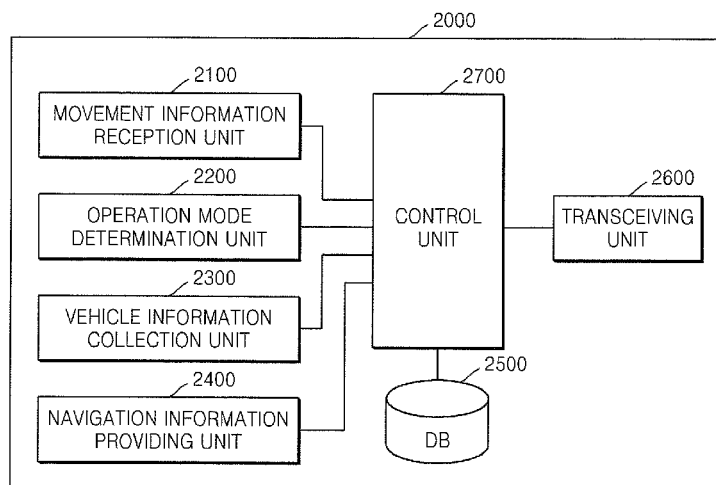 2000
2100
MOVEMENT INFORMATION
RECEPTION UNIT
2200
OPERATION MODE
DETERMINATION UNIT
2300
VEHICLE INFORMATION
COLLECTION UNIT
2400
NAVIGATION INFORMATION
PROVIDING UNIT
2700
CONTROL
UNIT
2500
DB
2600
TRANSCEIVING
UNIT